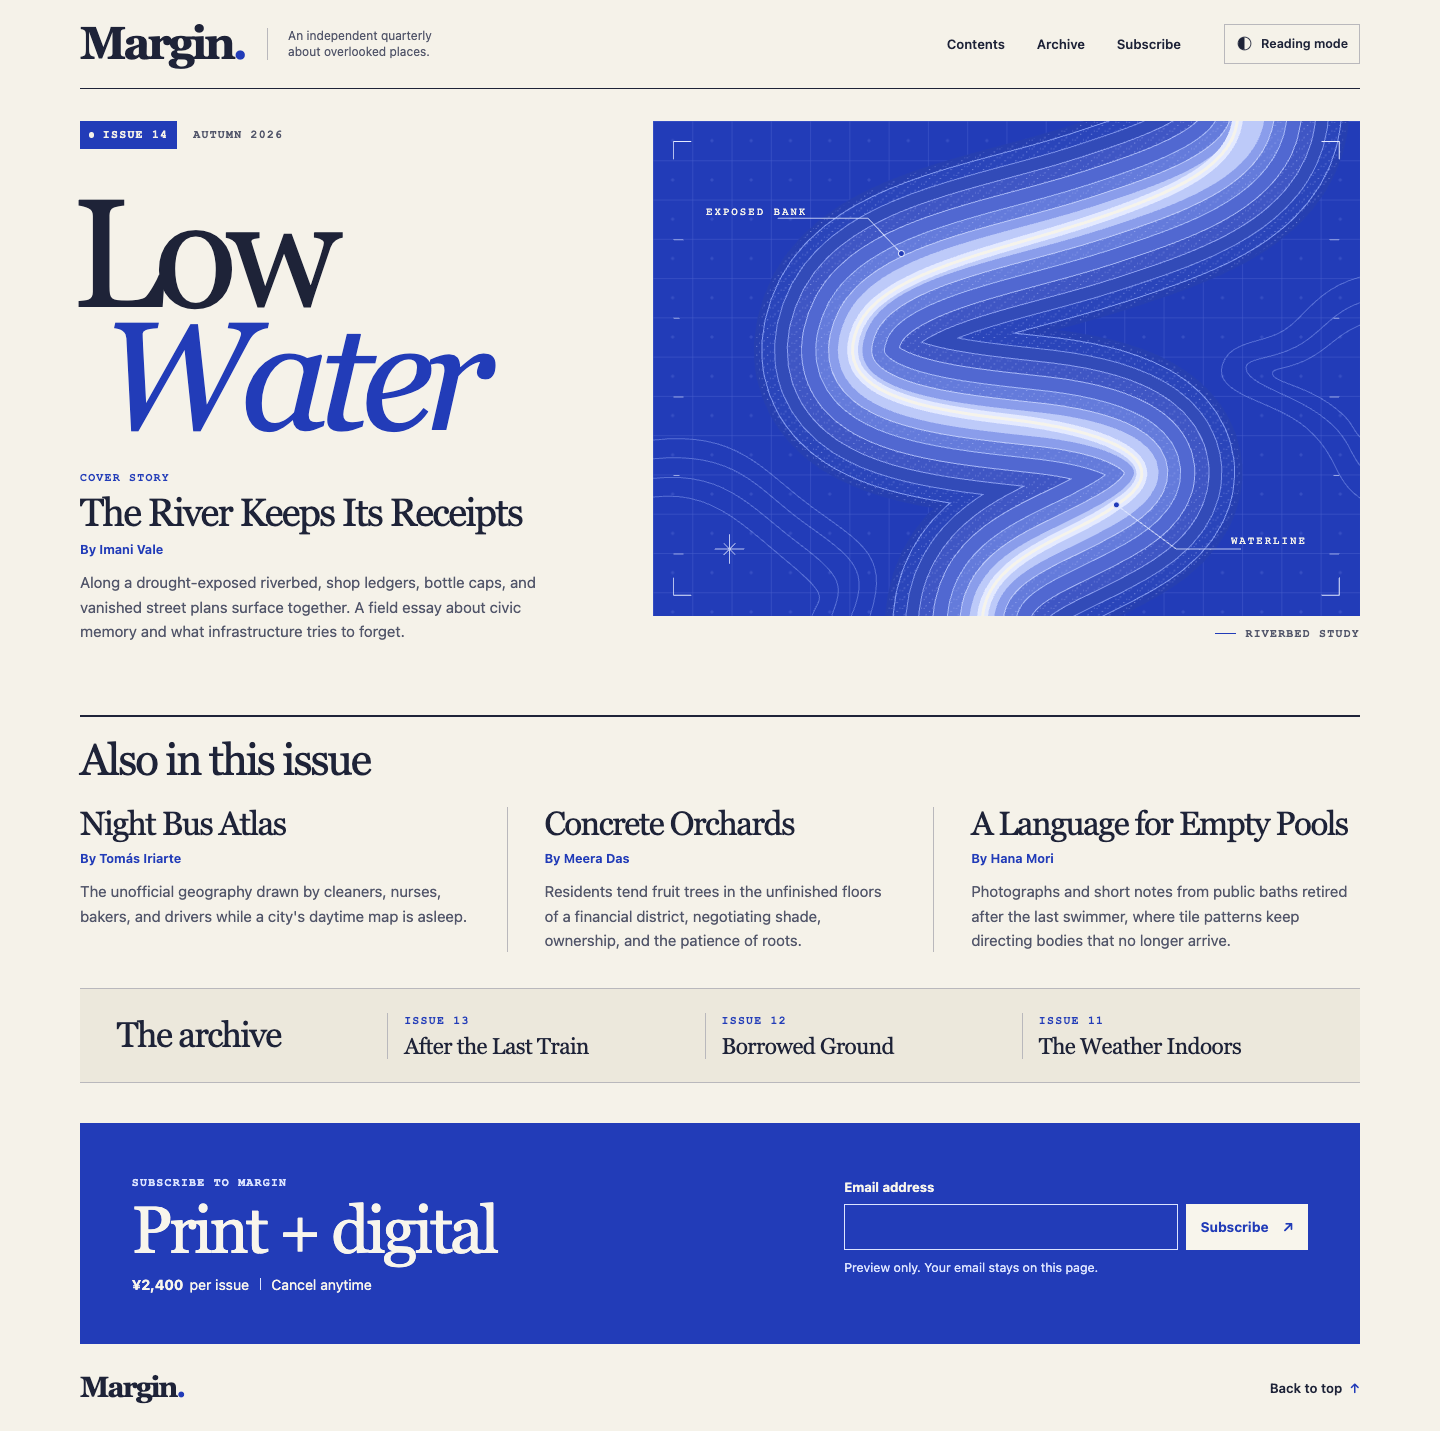 Margin.
An independent quarterly
about overlooked places.
Contents
Archive
Subscribe
Reading mode
ISSUE 14
AUTUMN 2026
Low
Water
COVER STORY
The River Keeps Its Receipts
By Imani Vale
Along a drought-exposed riverbed, shop ledgers, bottle caps, and
vanished street plans surface together. A field essay about civic
memory and what infrastructure tries to forget.
EXPOSED BANK
WATERLINE
RIVERBED STUDY
Also in this issue
Night Bus Atlas
By Tomás Iriarte
The unofficial geography drawn by cleaners, nurses,
bakers, and drivers while a city's daytime map is asleep.
Concrete Orchards
By Meera Das
Residents tend fruit trees in the unfinished floors
of a financial district, negotiating shade,
ownership, and the patience of roots.
A Language for Empty Pools
By Hana Mori
Photographs and short notes from public baths retired
after the last swimmer, where tile patterns keep
directing bodies that no longer arrive.
The archive
ISSUE 13
After the Last Train
ISSUE 12
Borrowed Ground
ISSUE 11
The Weather Indoors
SUBSCRIBE TO MARGIN
Print + digital
¥2,400 per issue | Cancel anytime
Email address
Subscribe ↗
Preview only. Your email stays on this page.
Margin.
Back to top ↑